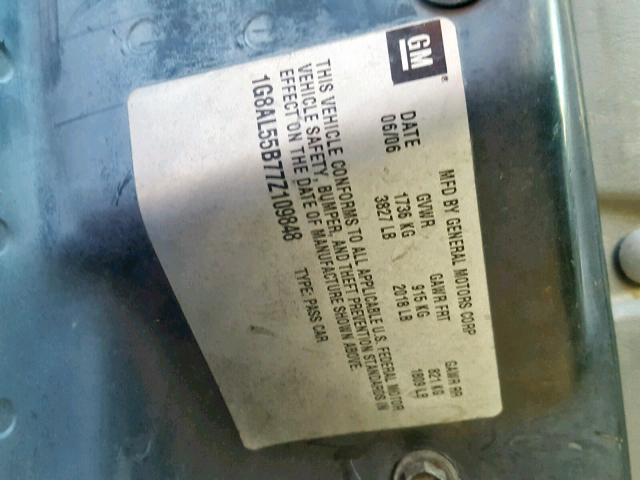 GM
MFD BY GENERAL MOTORS CORP
DATE GVWR GAWR FRT GAWR RR
06/06 1736 KG 915 KG 821 KG
3827 LB 2018 LB 1809 LB
THIS VEHICLE CONFORMS TO ALL APPLICABLE U.S. FEDERAL MOTOR
VEHICLE SAFETY, BUMPER, AND THEFT PREVENTION STANDARDS IN
EFFECT ON THE DATE OF MANUFACTURE SHOWN ABOVE.
1G8AL55B77Z109848 TYPE: PASS CAR